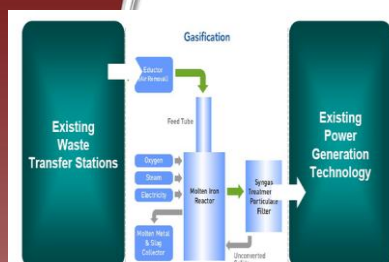 Gasification
Existing
Waste
Transfer Stations
Eductor
(Air Removal)
Feed Tube
Oxygen
Steam
Electricity
Molten Iron
Reactor
Molten Metal
& Slag
Collector
Syngas
Particulate
Filter
Unconverted
Existing
Power
Generation
Technology